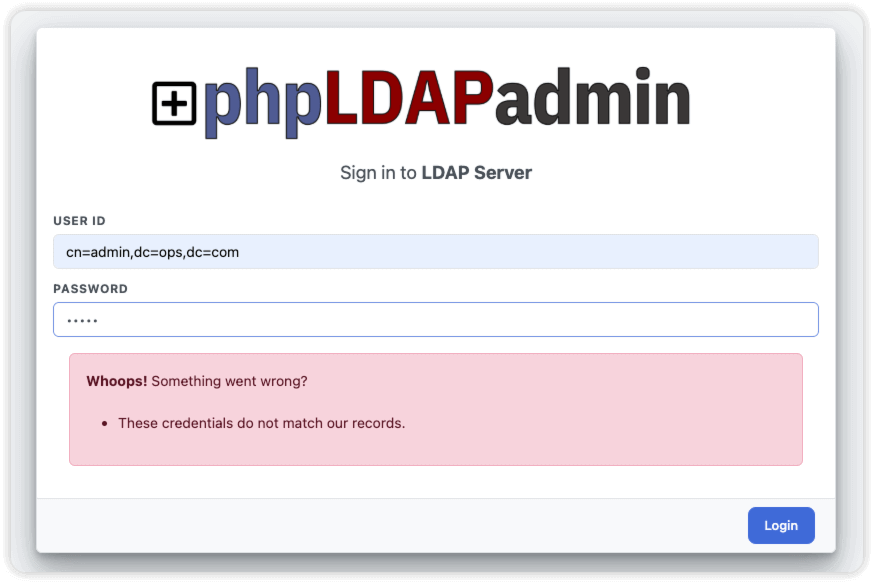 phpLDAPadmin
Sign in to LDAP Server
USER ID
cn=admin,dc=ops,dc=com
PASSWORD
•••••
Whoops! Something went wrong?
• These credentials do not match our records.
Login